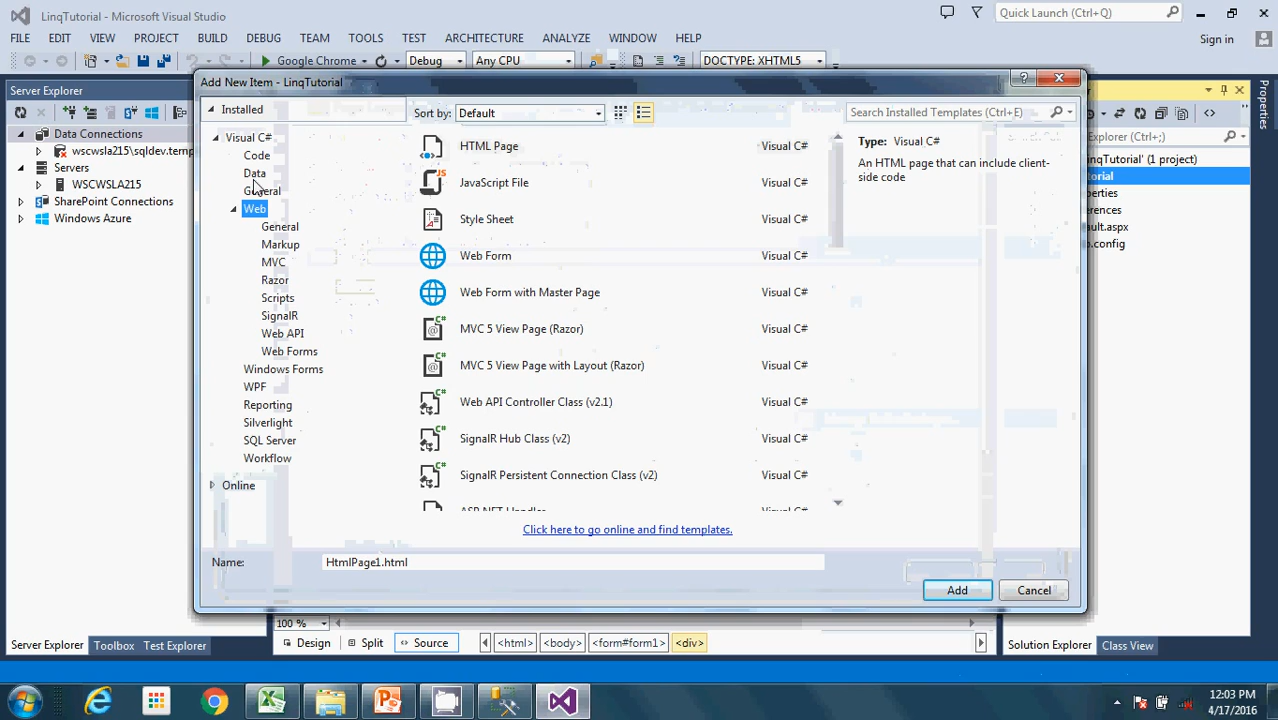 LinqTutorial - Microsoft Visual Studio
Quick Launch (Ctrl+Q)
FILE EDIT VIEW PROJECT BUILD DEBUG TEAM TOOLS TEST ARCHITECTURE ANALYZE WINDOW HELP
Sign in
Google Chrome Debug Any CPU DOCTYPE: XHTML5
Server Explorer
Data Connections
wscwsla215\sqldev.temp
Servers
WSCWSLA215
SharePoint Connections
Windows Azure
Add New Item - LinqTutorial
Installed
Visual C#
Code
Data
General
Web
General
Markup
MVC
Razor
Scripts
SignalR
Web API
Web Forms
Windows Forms
WPF
Reporting
Silverlight
SQL Server
Workflow
Online
Sort by: Default
HTML Page Visual C#
JavaScript File Visual C#
Style Sheet Visual C#
Web Form Visual C#
Web Form with Master Page Visual C#
MVC 5 View Page (Razor) Visual C#
MVC 5 View Page with Layout (Razor) Visual C#
Web API Controller Class (v2.1) Visual C#
SignalR Hub Class (v2) Visual C#
SignalR Persistent Connection Class (v2) Visual C#
Click here to go online and find templates.
Search Installed Templates (Ctrl+E)
Type: Visual C#
An HTML page that can include client-
side code
Name: HtmlPage1.html
Add Cancel
Explorer (Ctrl+;)
inqTutorial' (1 project)
torial
perties
erences
ault.aspx
b.config
Properties
100 %
Design Split Source <html> <body> <form#form1> <div>
Server Explorer Toolbox Test Explorer
Solution Explorer Class View
12:03 PM
4/17/2016